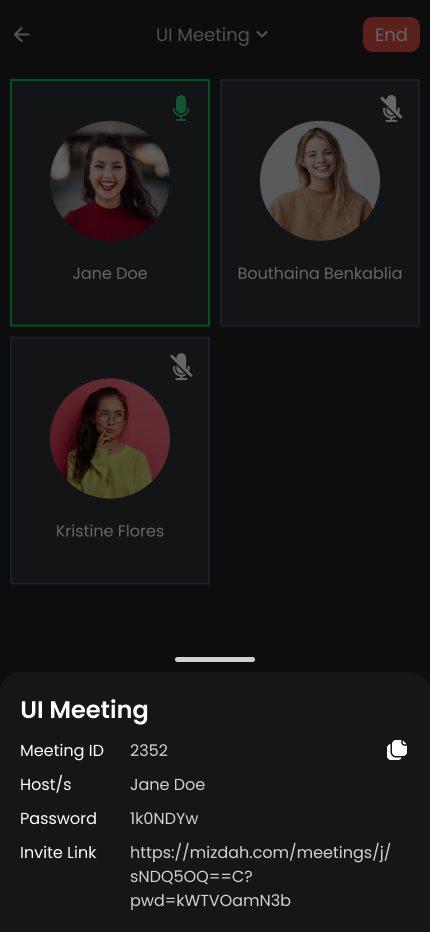 UI Meeting
End
Jane Doe
Bouthaina Benkablia
Kristine Flores
UI Meeting
Meeting ID 2352
Host/s Jane Doe
Password 1k0NDYw
Invite Link https://mizdah.com/meetings/j/
sNDQ5OQ==C?
pwd=kWTVOamN3b